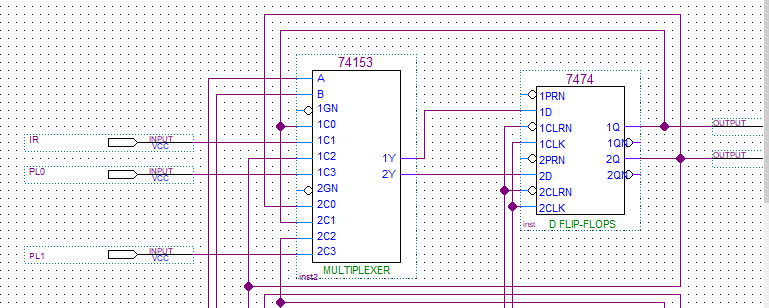 74153
A
B
1GN
1C0
1C1
1C2
1C3
2GN
2C0
2C1
2C2
2C3
1Y
2Y
MULTIPLEXER
inst2
7474
1PRN
1D
1CLRN
1CLK
2PRN
2D
2CLRN
2CLK
1Q
1QN
2Q
2QN
inst
D FLIP-FLOPS
IR
INPUT
VCC
PL0
INPUT
VCC
PL1
INPUT
VCC
OUTPUT
OUTPUT